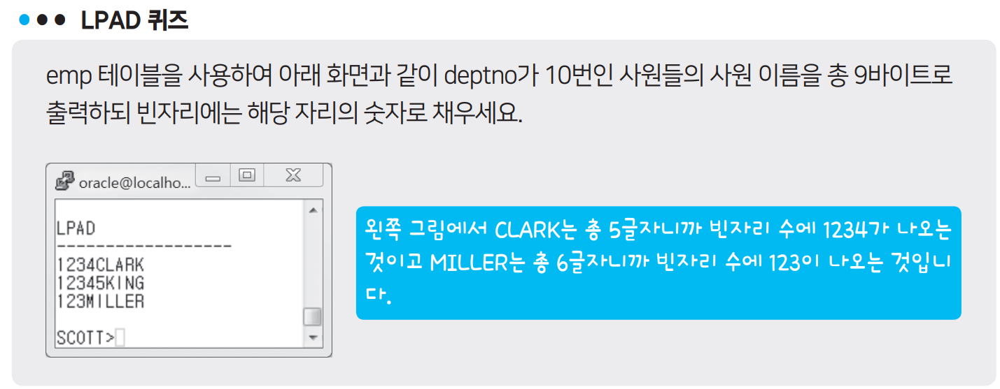 LPAD 퀴즈
emp 테이블을 사용하여 아래 화면과 같이 deptno가 10번인 사원들의 사원 이름을 총 9바이트로
출력하되 빈자리에는 해당 자리의 숫자로 채우세요.
oracle@localho...
LPAD
------------------
1234CLARK
12345KING
123MILLER
SCOTT>
왼쪽 그림에서 CLARK는 총 5글자니까 빈자리 수에 1234가 나오는
것이고 MILLER는 총 6글자니까 빈자리 수에 123이 나오는 것입니
다.